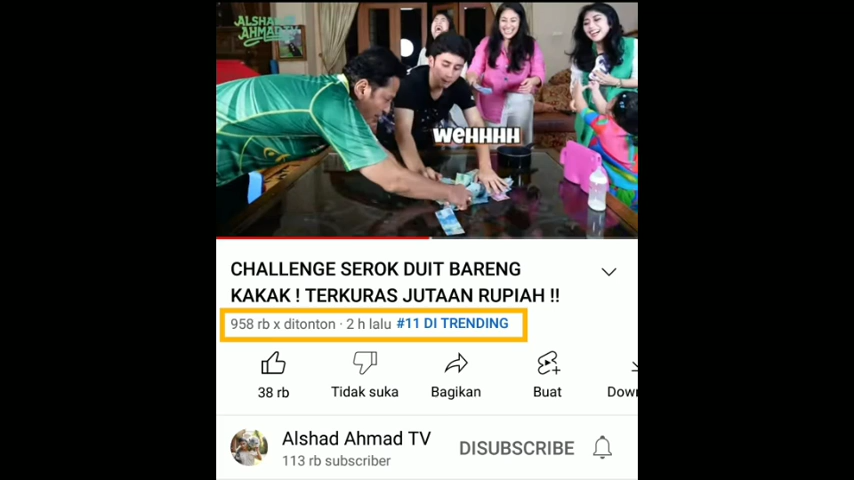 ALSHAD
AHMAD TV
WeHHHH
CHALLENGE SEROK DUIT BARENG
KAKAK ! TERKURAS JUTAAN RUPIAH !!
958 rb x ditonton · 2 h lalu #11 DI TRENDING
38 rb
Tidak suka
Bagikan
Buat
Alshad Ahmad TV
DISUBSCRIBE
113 rb subscriber